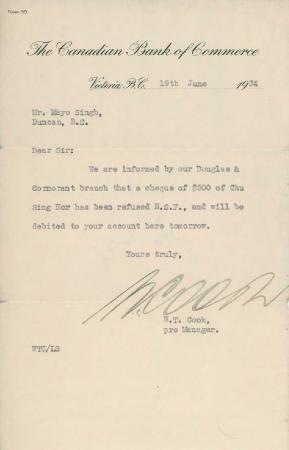 The Canadian Bank of Commerce
Victoria B.C. 19th June 1934
Mr. Mayo Singh,
Duncan, B.C.
Dear Sir:
We are informed by our Douglas &
Cormorant branch that a cheque of $500 of Chu
Sing Hor has been refused N.S.F., and will be
debited to your account here tomorrow.
Yours truly,
W.T. Cook,
pro Manager.
WTC/LS